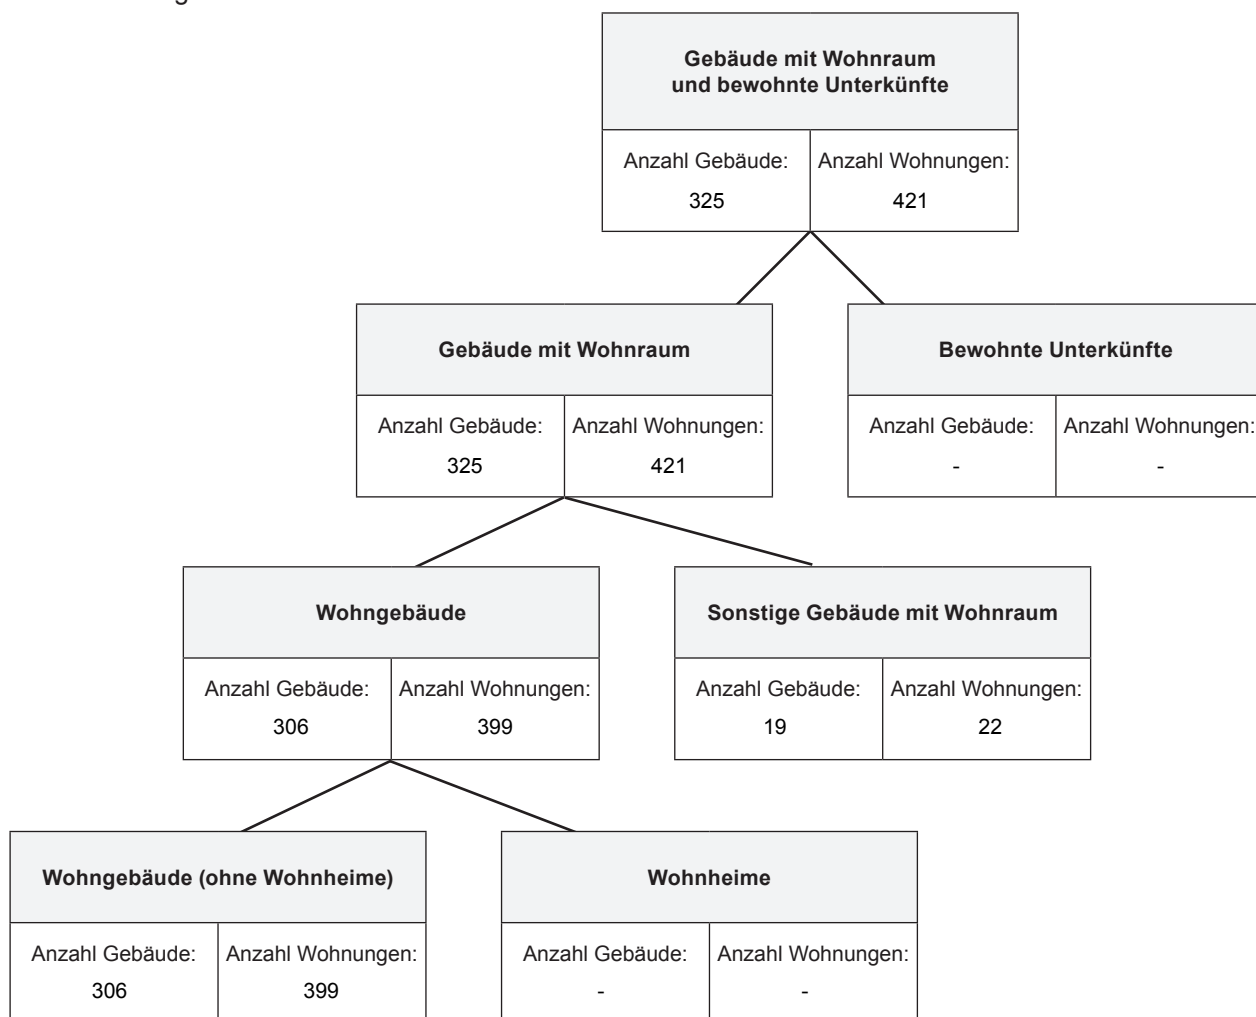 Gebäude mit Wohnraum
und bewohnte Unterkünfte
Anzahl Gebäude: Anzahl Wohnungen:
325 421
Gebäude mit Wohnraum
Bewohnte Unterkünfte
Anzahl Gebäude: Anzahl Wohnungen:
325 421
Anzahl Gebäude: Anzahl Wohnungen:
- -
Wohngebäude
Sonstige Gebäude mit Wohnraum
Anzahl Gebäude: Anzahl Wohnungen:
306 399
Anzahl Gebäude: Anzahl Wohnungen:
19 22
Wohngebäude (ohne Wohnheime)
Wohnheime
Anzahl Gebäude: Anzahl Wohnungen:
306 399
Anzahl Gebäude: Anzahl Wohnungen:
- -